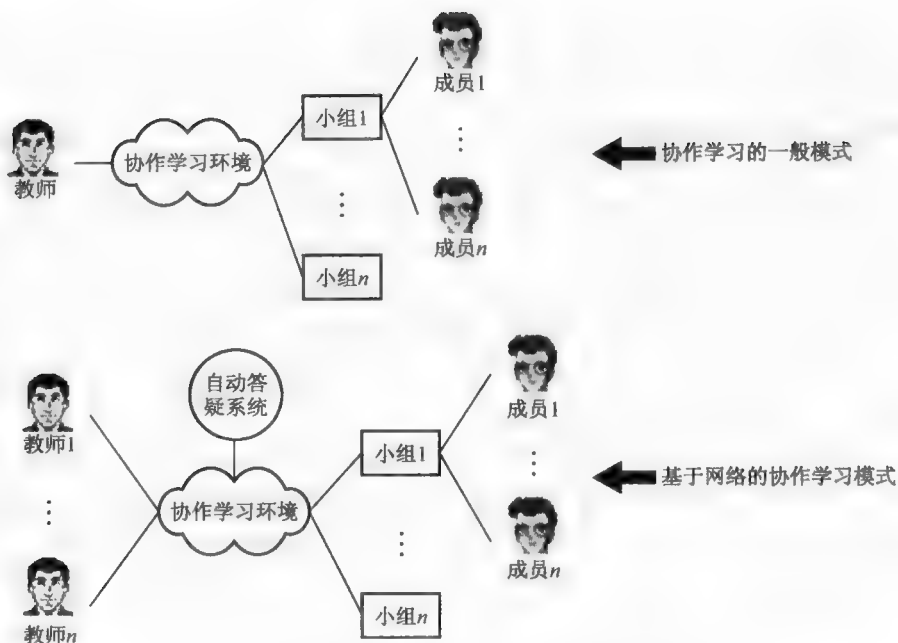 成员1
小组1
协作学习环境
教师
协作学习的一般模式
成员n
小组n
自动答
疑系统
成员1
教师1
小组1
基于网络的协作学习模式
协作学习环境
成员n
小组n
教师n